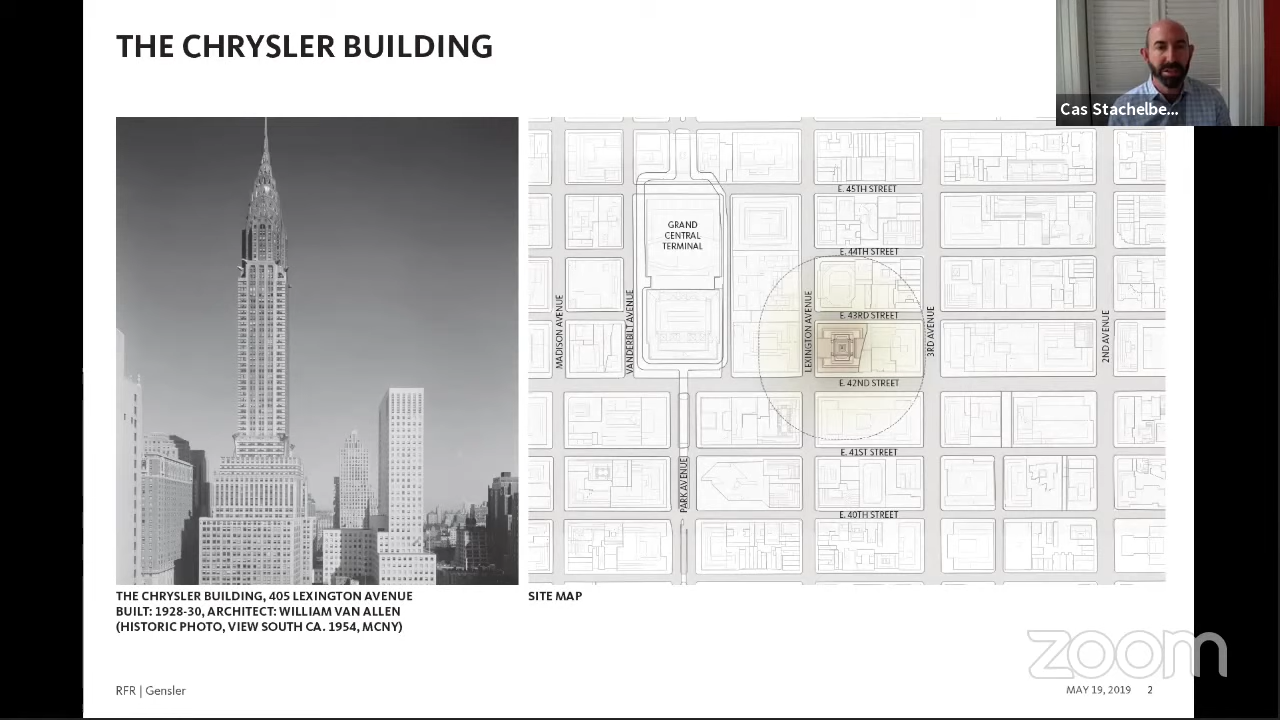 THE CHRYSLER BUILDING
Cas Stachelbe...
E. 45TH STREET
GRAND
CENTRAL
TERMINAL
E. 44TH STREET
MADISON AVENUE
VANDERBILT AVENUE
LEXINGTON AVENUE
E. 43RD STREET
3RD AVENUE
2ND AVENUE
E. 42ND STREET
E. 41ST STREET
PARK AVENUE
E. 40TH STREET
THE CHRYSLER BUILDING, 405 LEXINGTON AVENUE
BUILT: 1928-30, ARCHITECT: WILLIAM VAN ALLEN
(HISTORIC PHOTO, VIEW SOUTH CA. 1954, MCNY)
SITE MAP
zoom
RFR | Gensler
MAY 19, 2019 2